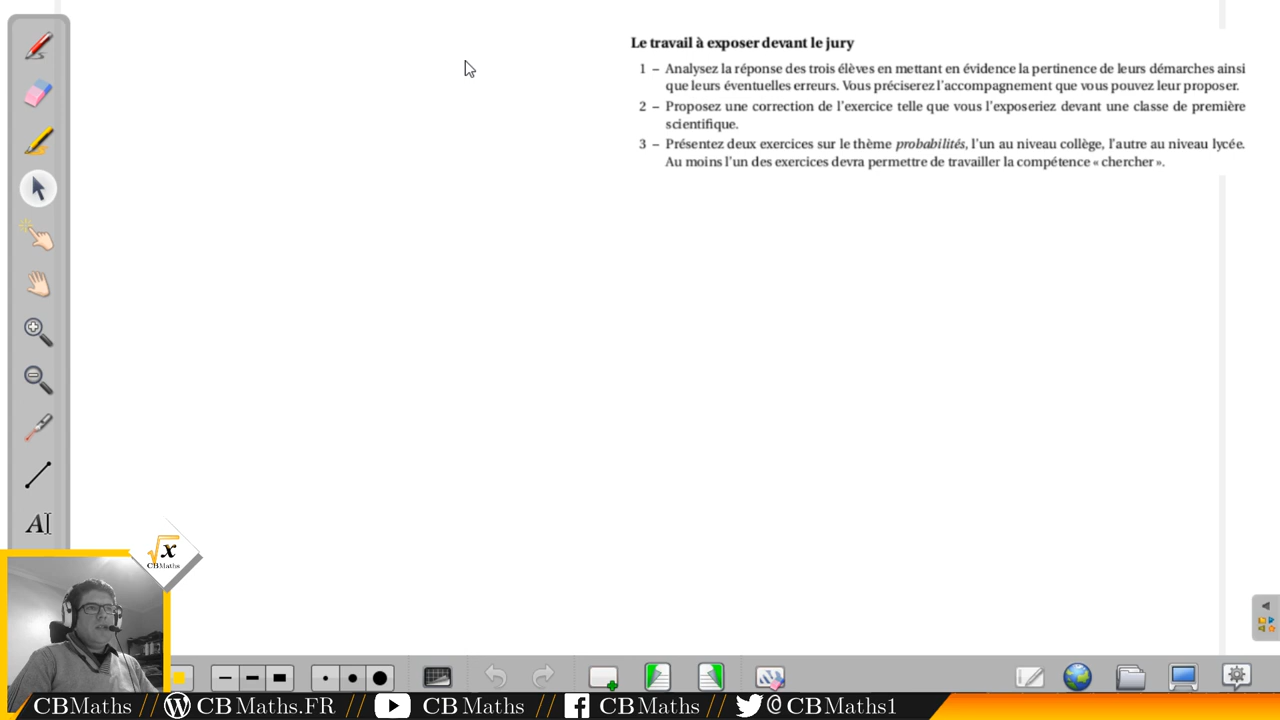 Le travail à exposer devant le jury
1 – Analysez la réponse des trois élèves en mettant en évidence la pertinence de leurs démarches ainsi
que leurs éventuelles erreurs. Vous préciserez l'accompagnement que vous pouvez leur proposer.
2 – Proposez une correction de l'exercice telle que vous l'exposeriez devant une classe de première
scientifique.
3 – Présentez deux exercices sur le thème probabilités, l'un au niveau collège, l'autre au niveau lycée.
Au moins l'un des exercices devra permettre de travailler la compétence « chercher ».
A
√x
CBMaths
CBMaths // CBMaths.FR // CBMaths // CBMaths // @CBMaths1